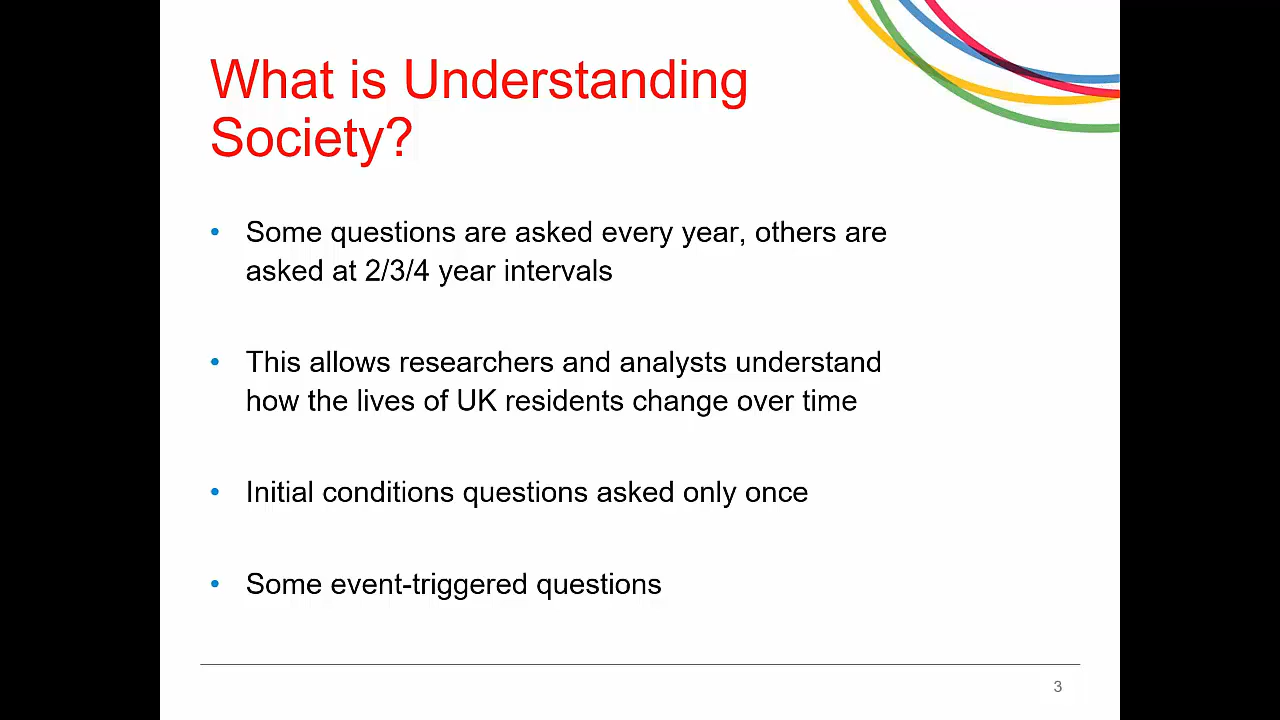 What is Understanding
Society?
• Some questions are asked every year, others are
asked at 2/3/4 year intervals
• This allows researchers and analysts understand
how the lives of UK residents change over time
• Initial conditions questions asked only once
• Some event-triggered questions
3